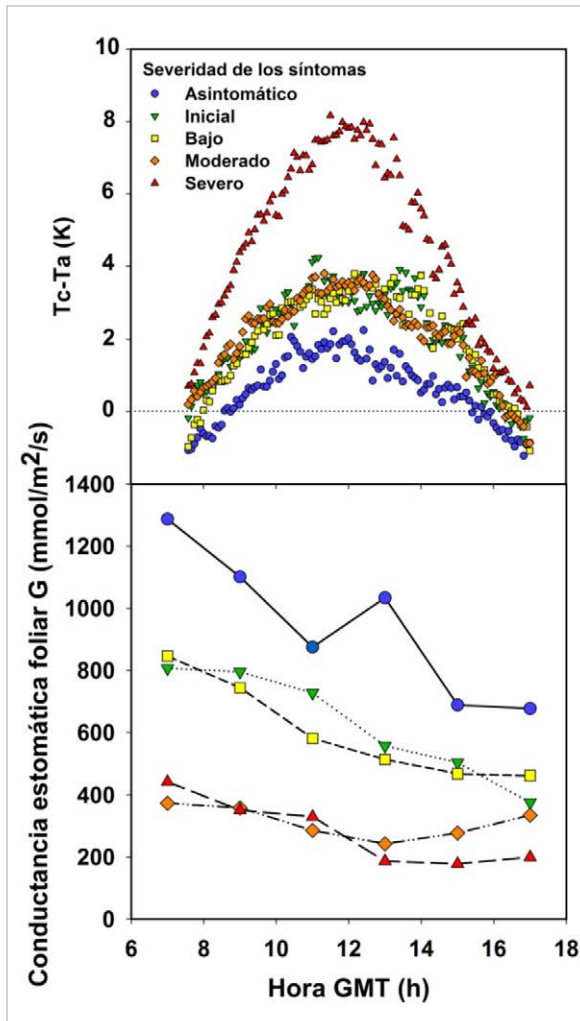 10
Severidad de los síntomas
Asintomático
8
Inicial
Bajo
Moderado
6
Severo
Tc-Ta (K)
4
2
0
Conductancia estomática foliar G (mmol/m²/s)
1400
1200
1000
800
600
400
200
0
6 8 10 12 14 16 18
Hora GMT (h)